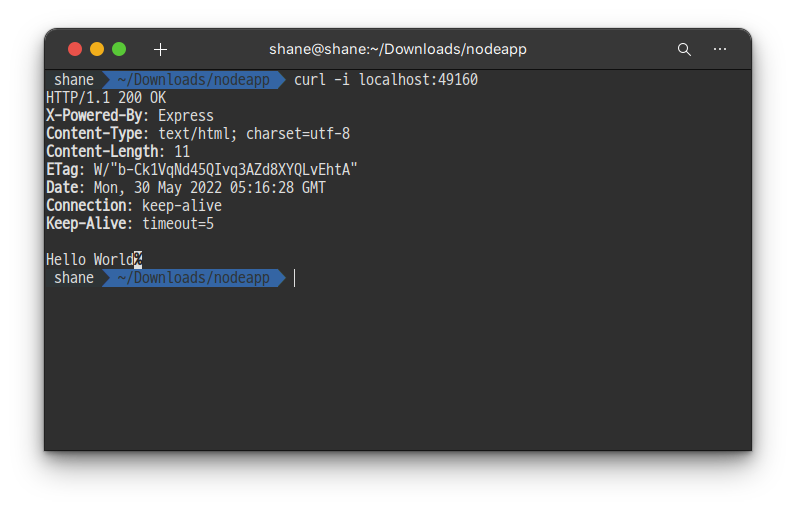 shane@shane:~/Downloads/nodeapp
shane ~/Downloads/nodeapp curl -i localhost:49160
HTTP/1.1 200 OK
X-Powered-By: Express
Content-Type: text/html; charset=utf-8
Content-Length: 11
ETag: W/"b-Ck1VqNd45QIvq3AZd8XYQLvEhtA"
Date: Mon, 30 May 2022 05:16:28 GMT
Connection: keep-alive
Keep-Alive: timeout=5
Hello World%
shane ~/Downloads/nodeapp